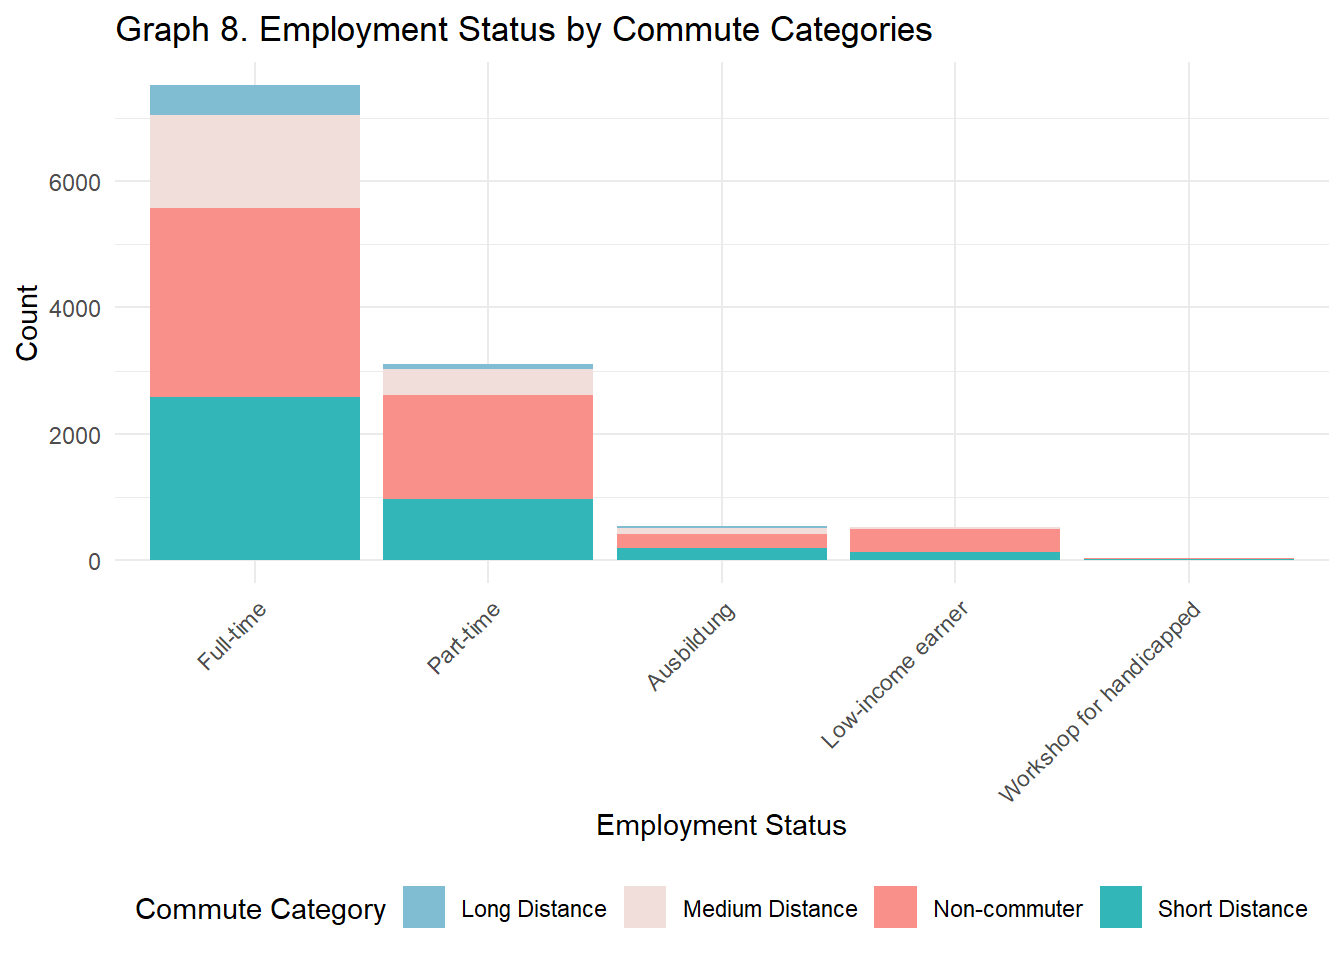 Graph 8. Employment Status by Commute Categories
Count
6000
4000
2000
0
Full-time
Part-time
Ausbildung
Low-income earner
Workshop for handicapped
Employment Status
Commute Category
Long Distance
Medium Distance
Non-commuter
Short Distance